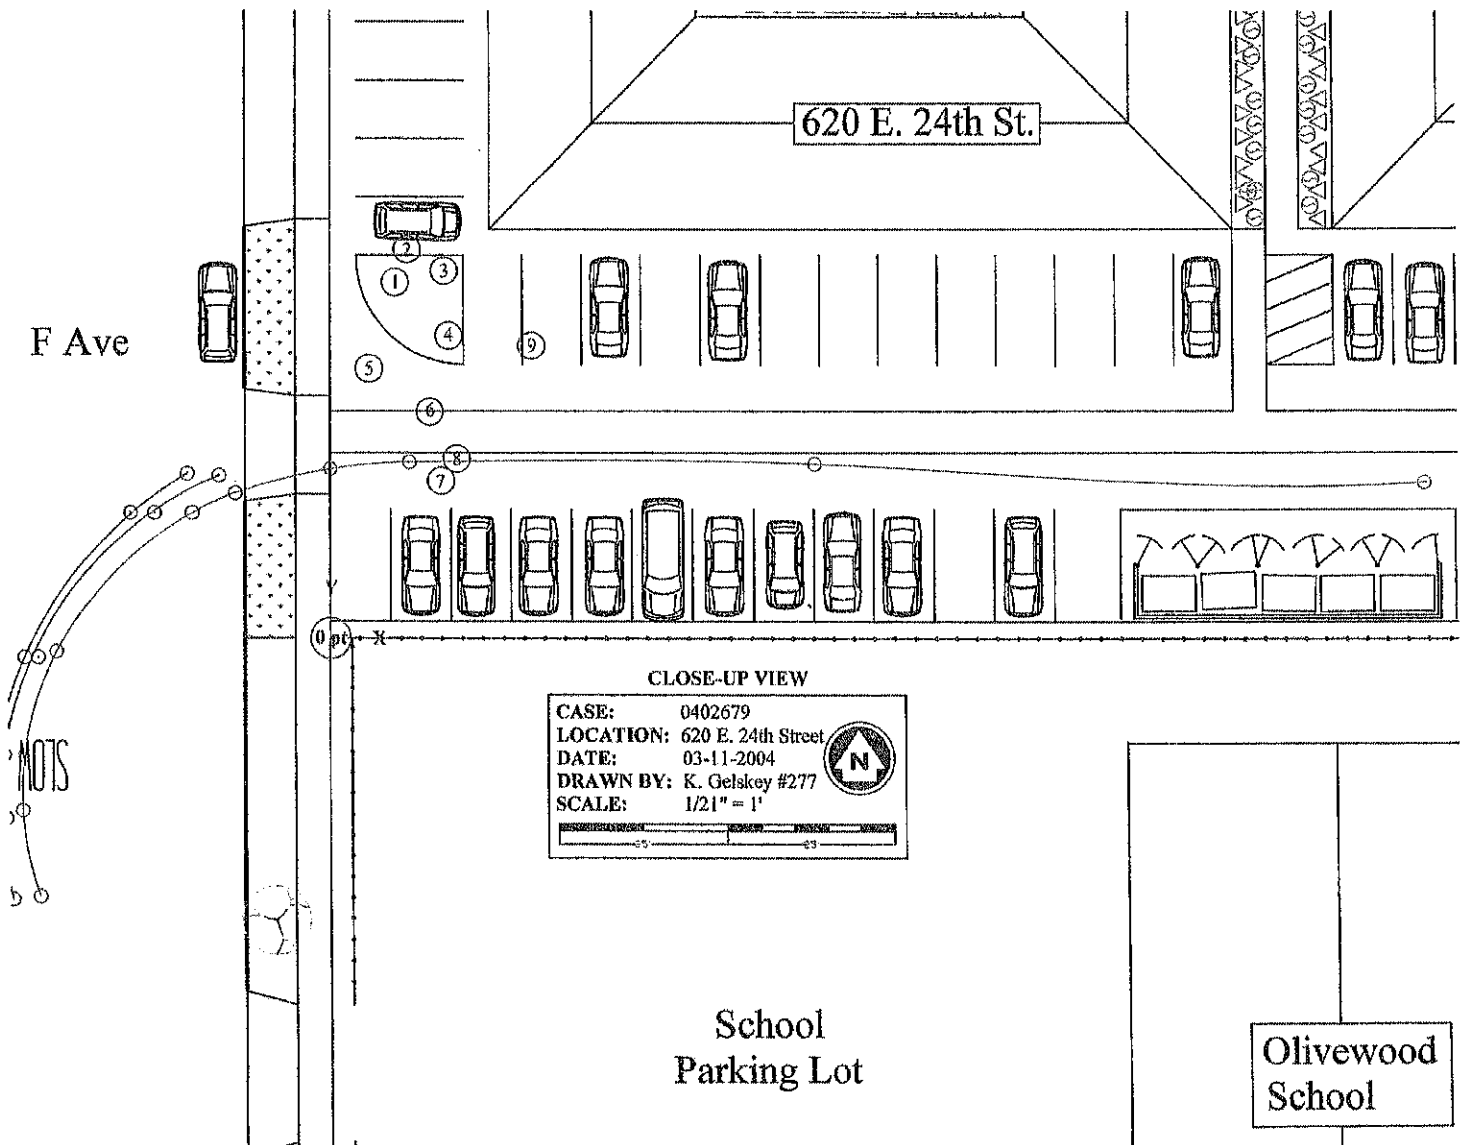 620 E. 24th St.
2
3
1
4
9
5
F Ave
6
8
7
0 pt
X
CLOSE-UP VIEW
CASE: 0402679
LOCATION: 620 E. 24th Street
DATE: 03-11-2004
DRAWN BY: K. Gelskey #277
SCALE: 1/21" = 1'
N
SLOW
School
Parking Lot
Olivewood
School